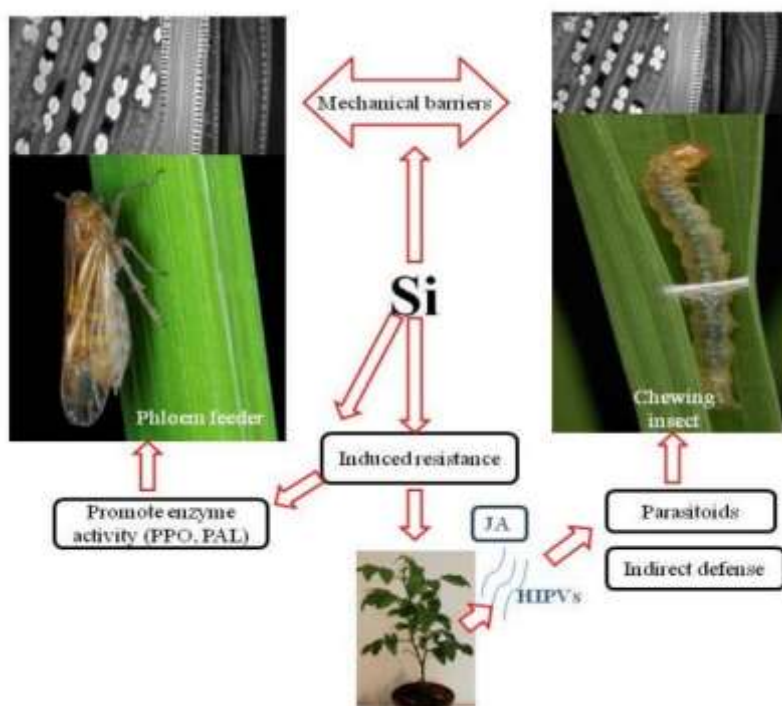 Mechanical barriers
Si
Phloem feeder
Chewing
insect
Induced resistance
Promote enzyme
activity (PPO, PAL)
JA
HIPVs
Parasitoids
Indirect defense